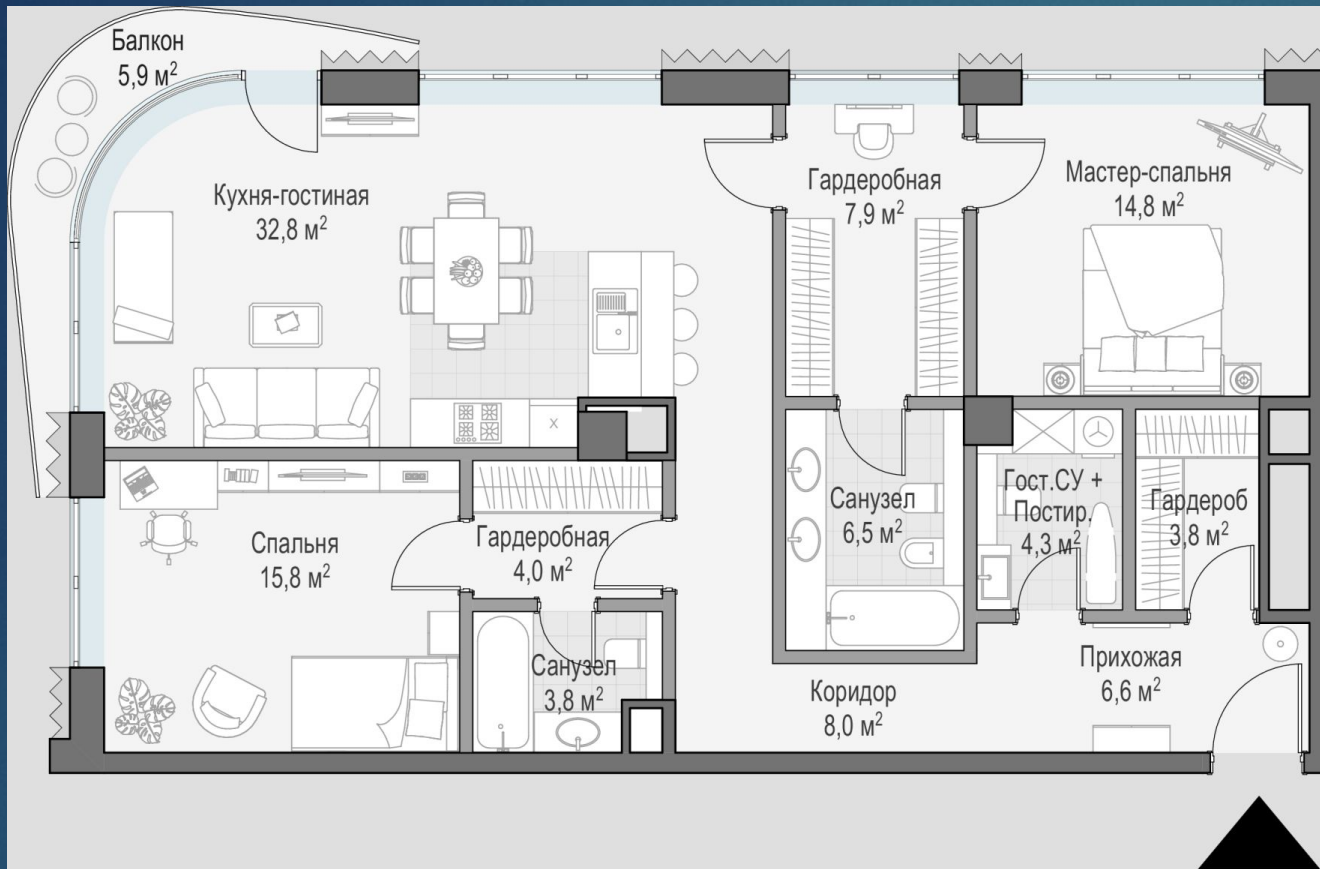 Балкон
5,9 м²
Кухня-гостиная
32,8 м²
Гардеробная
7,9 м²
Мастер-спальня
14,8 м²
Спальня
15,8 м²
Гардеробная
4,0 м²
Санузел
3,8 м²
Санузел
6,5 м²
Гост.СУ +
Постир.
4,3 м²
Гардероб
3,8 м²
Коридор
8,0 м²
Прихожая
6,6 м²
X